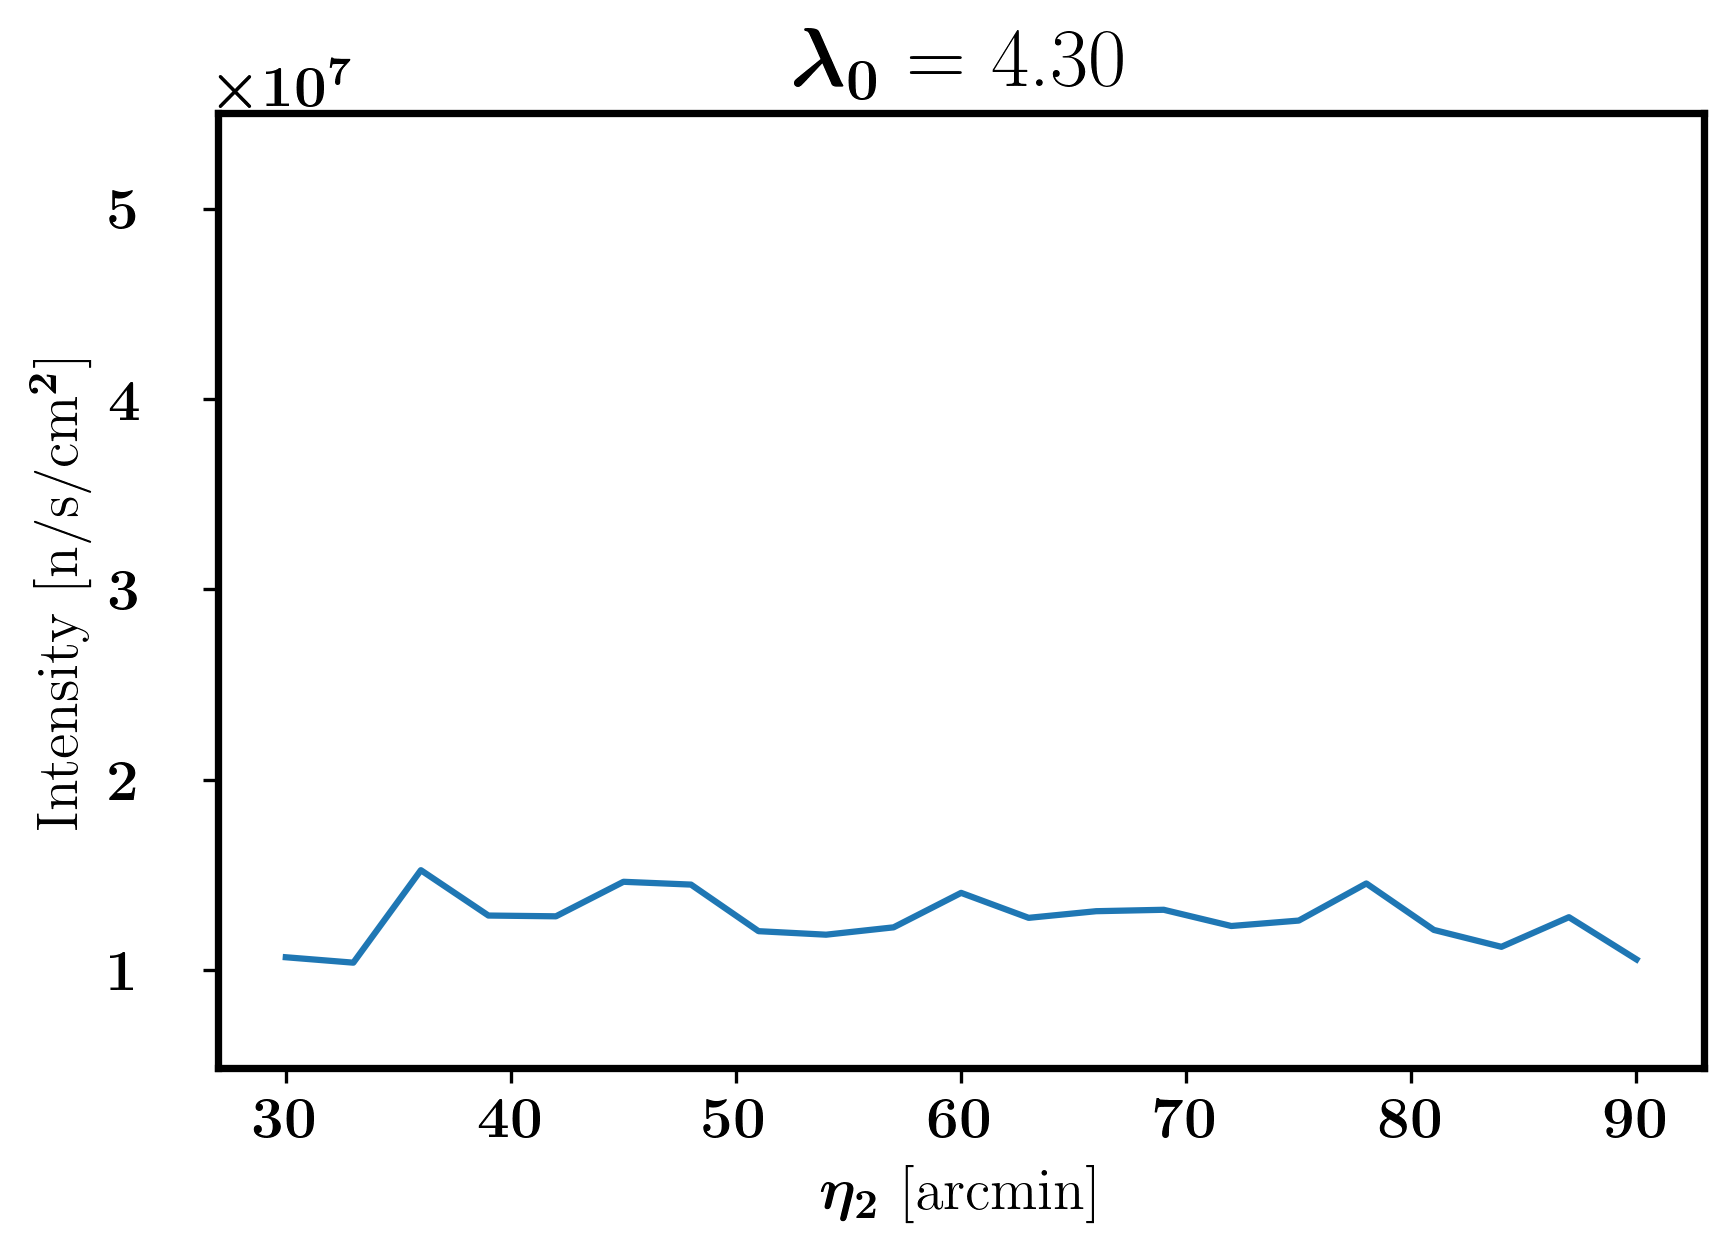 λ₀ = 4.30
×10⁷
5
4
3
2
1
Intensity [n/s/cm²]
30 40 50 60 70 80 90
η₂ [arcmin]